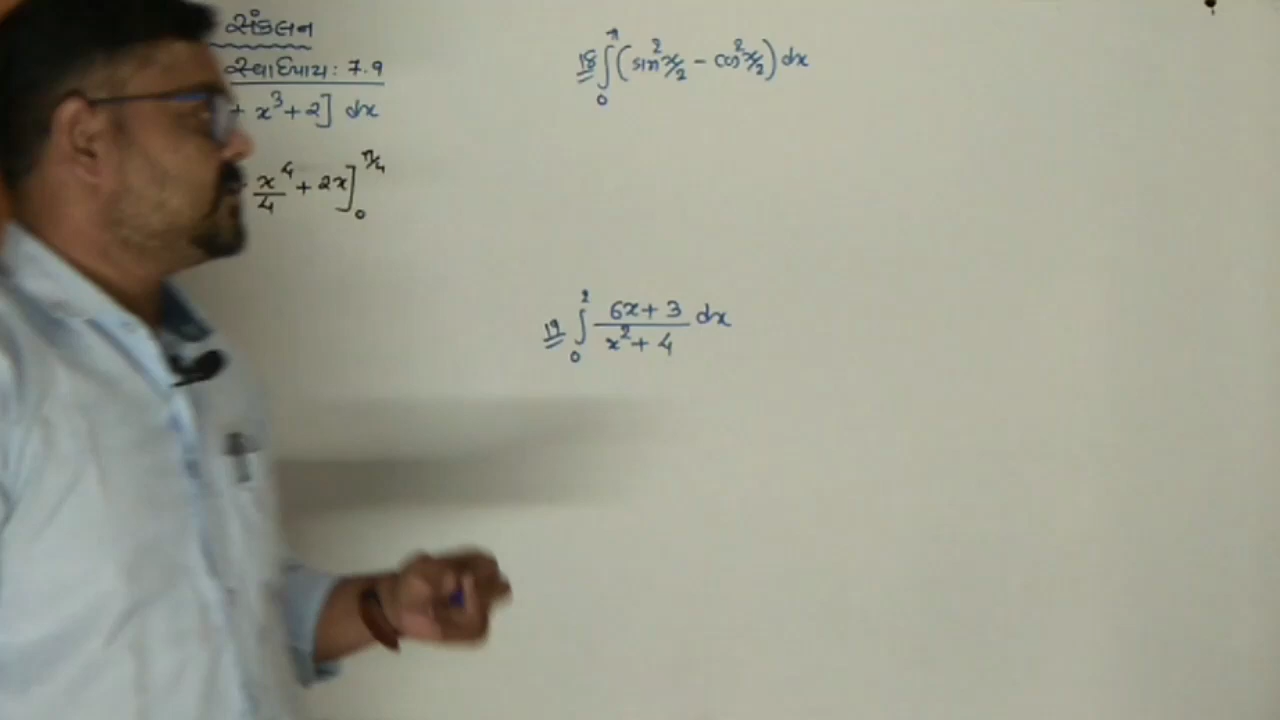 સંકલન
સ્વાધ્યાય: 7.9
+ x³ + 2] dx
x⁴/4 + 2x]₀^π/4
18 ∫₀^π (sin² x/2 − cos² x/2) dx
19 ∫₀² (6x + 3)/(x² + 4) dx